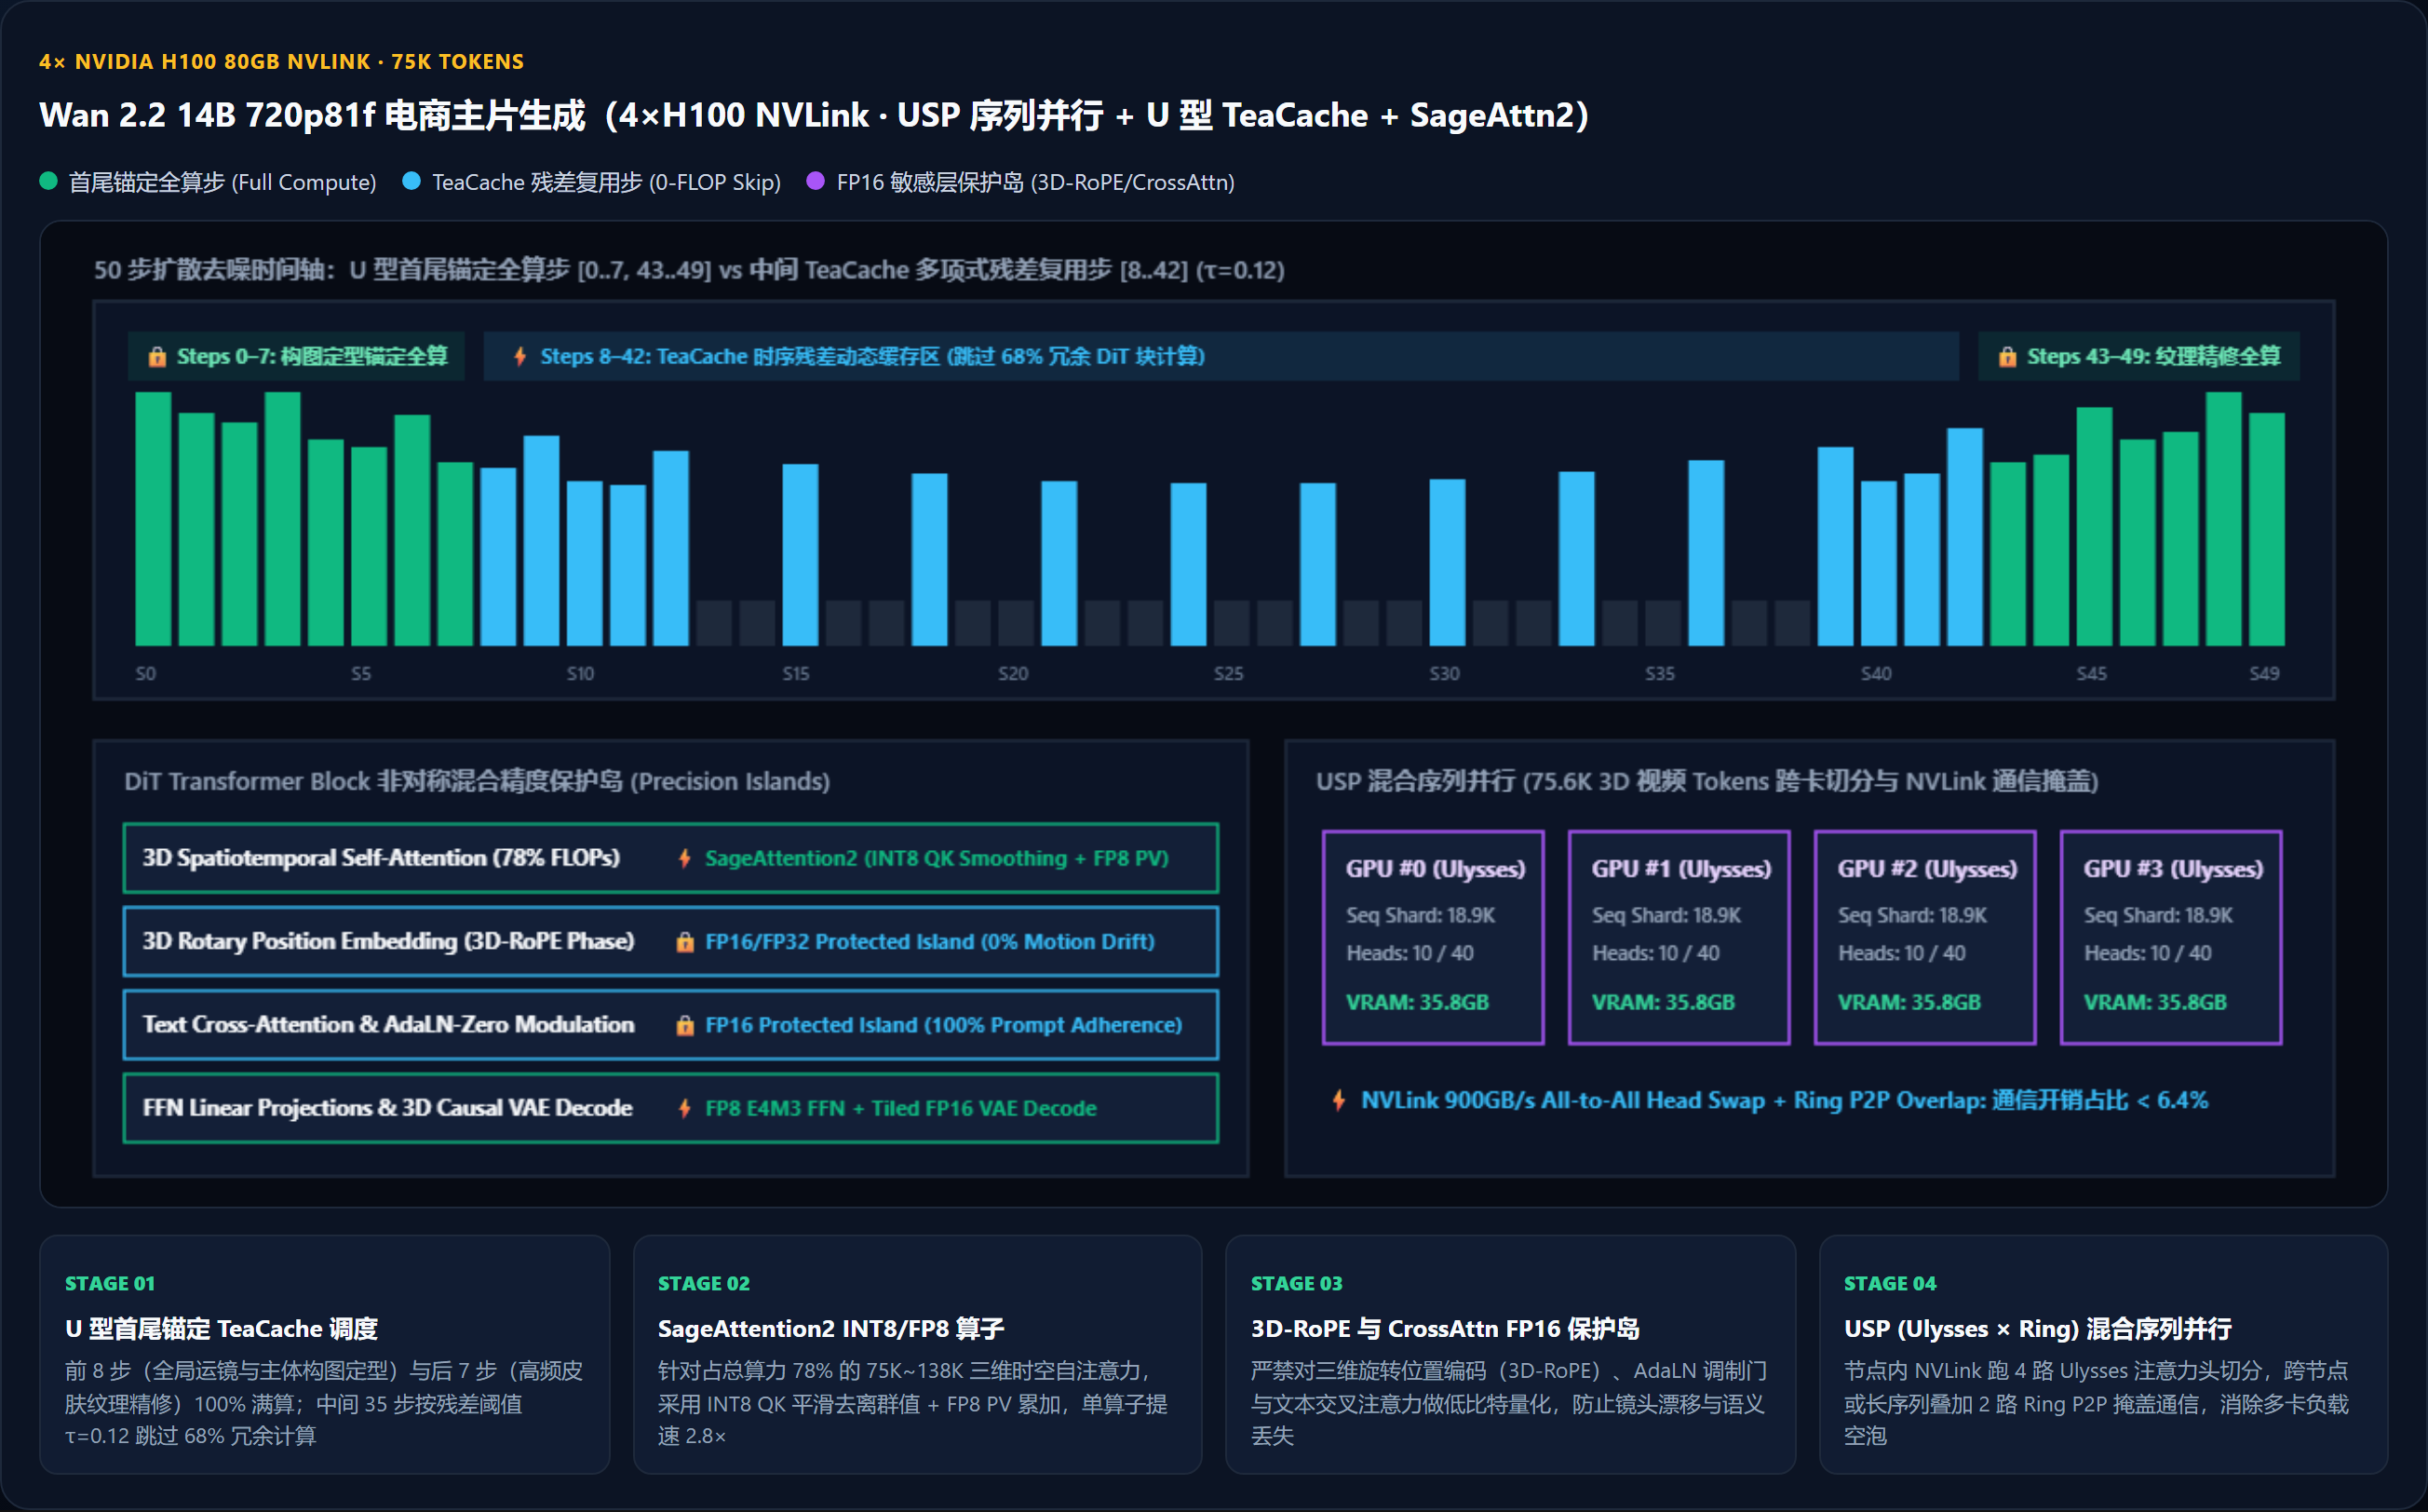 4× NVIDIA H100 80GB NVLINK · 75K TOKENS
Wan 2.2 14B 720p81f 电商主片生成（4×H100 NVLink · USP 序列并行 + U 型 TeaCache + SageAttn2）
首尾锚定全算步 (Full Compute) TeaCache 残差复用步 (0-FLOP Skip) FP16 敏感层保护岛 (3D-RoPE/CrossAttn)
50 步扩散去噪时间轴：U 型首尾锚定全算步 [0..7, 43..49] vs 中间 TeaCache 多项式残差复用步 [8..42] (τ=0.12)
Steps 0–7: 构图定型锚定全算
Steps 8–42: TeaCache 时序残差动态缓存区 (跳过 68% 冗余 DiT 块计算)
Steps 43–49: 纹理精修全算
S0 S5 S10 S15 S20 S25 S30 S35 S40 S45 S49
DiT Transformer Block 非对称混合精度保护岛 (Precision Islands)
3D Spatiotemporal Self-Attention (78% FLOPs) ⚡ SageAttention2 (INT8 QK Smoothing + FP8 PV)
3D Rotary Position Embedding (3D-RoPE Phase) 🔒 FP16/FP32 Protected Island (0% Motion Drift)
Text Cross-Attention & AdaLN-Zero Modulation 🔒 FP16 Protected Island (100% Prompt Adherence)
FFN Linear Projections & 3D Causal VAE Decode ⚡ FP8 E4M3 FFN + Tiled FP16 VAE Decode
USP 混合序列并行 (75.6K 3D 视频 Tokens 跨卡切分与 NVLink 通信掩盖)
GPU #0 (Ulysses)
Seq Shard: 18.9K
Heads: 10 / 40
VRAM: 35.8GB
GPU #1 (Ulysses)
Seq Shard: 18.9K
Heads: 10 / 40
VRAM: 35.8GB
GPU #2 (Ulysses)
Seq Shard: 18.9K
Heads: 10 / 40
VRAM: 35.8GB
GPU #3 (Ulysses)
Seq Shard: 18.9K
Heads: 10 / 40
VRAM: 35.8GB
⚡ NVLink 900GB/s All-to-All Head Swap + Ring P2P Overlap: 通信开销占比 < 6.4%
STAGE 01
U 型首尾锚定 TeaCache 调度
前 8 步（全局运镜与主体构图定型）与后 7 步（高频皮
肤纹理精修）100% 满算；中间 35 步按残差阈值
τ=0.12 跳过 68% 冗余计算
STAGE 02
SageAttention2 INT8/FP8 算子
针对占总算力 78% 的 75K~138K 三维时空自注意力，
采用 INT8 QK 平滑去离群值 + FP8 PV 累加，单算子提
速 2.8×
STAGE 03
3D-RoPE 与 CrossAttn FP16 保护岛
严禁对三维旋转位置编码（3D-RoPE）、AdaLN 调制门
与文本交叉注意力做低比特量化，防止镜头漂移与语义
丢失
STAGE 04
USP (Ulysses × Ring) 混合序列并行
节点内 NVLink 跑 4 路 Ulysses 注意力头切分，跨节点
或长序列叠加 2 路 Ring P2P 掩盖通信，消除多卡负载
空泡